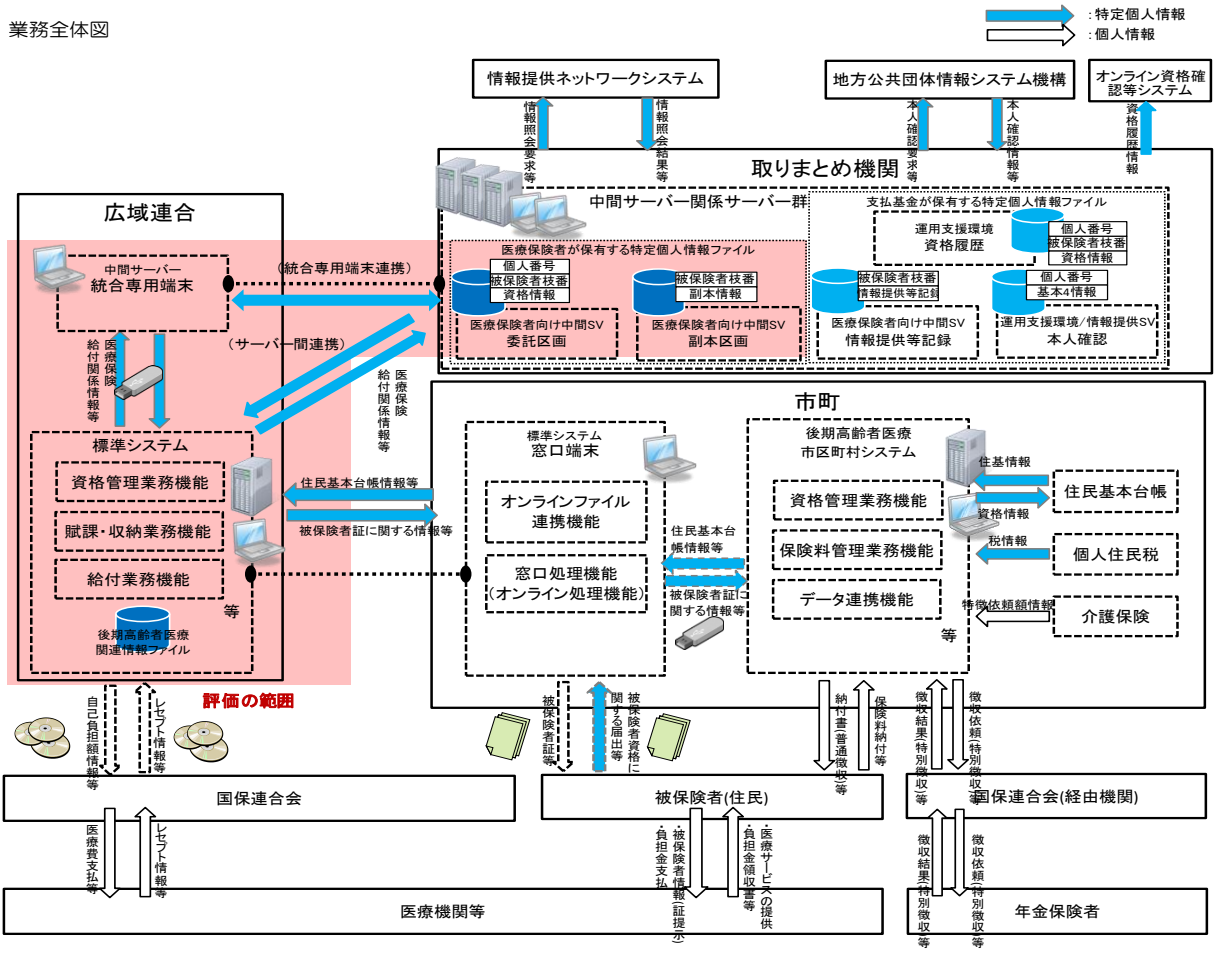 業務全体図
:特定個人情報
:個人情報
情報提供ネットワークシステム
地方公共団体情報システム機構
オンライン資格確
認等システム
情報照会要求等
情報照会結果等
本人確認要求等
本人確認情報等
資格履歴情報
取りまとめ機関
中間サーバー関係サーバー群
医療保険者が保有する特定個人情報ファイル
個人番号
被保険者枝番
資格情報
医療保険者向け中間SV
委託区画
被保険者枝番
副本情報
医療保険者向け中間SV
副本区画
支払基金が保有する特定個人情報ファイル
運用支援環境
資格履歴
個人番号
被保険者枝番
資格情報
被保険者枝番
情報提供等記録
医療保険者向け中間SV
情報提供等記録
個人番号
基本4情報
運用支援環境/情報提供SV
本人確認
広域連合
中間サーバー
統合専用端末
(統合専用端末連携)
(サーバー間連携)
医療保険
給付関係情報等
医療保険
給付関係情報等
標準システム
資格管理業務機能
賦課・収納業務機能
給付業務機能
等
後期高齢者医療
関連情報ファイル
評価の範囲
住民基本台帳情報等
被保険者証に関する情報等
市町
標準システム
窓口端末
オンラインファイル
連携機能
窓口処理機能
(オンライン処理機能)
住民基本台
帳情報等
被保険者証に
関する情報等
後期高齢者医療
市区町村システム
資格管理業務機能
保険料管理業務機能
データ連携機能
等
住基情報
資格情報
税情報
特徴依頼額情報
住民基本台帳
個人住民税
介護保険
自己負担額情報等
レセプト情報等
被保険者証等
被保険者資格に
関する届出等
納付書(普通徴収)等
保険料納付等
徴収結果(特別徴収)等
徴収依頼(特別徴収)等
国保連合会
被保険者(住民)
国保連合会(経由機関)
医療費支払等
レセプト情報等
・被保険者情報(証提示)
・負担金支払
・医療サービスの提供
・負担金領収書等
徴収結果(特別徴収)等
徴収依頼(特別徴収)等
医療機関等
年金保険者